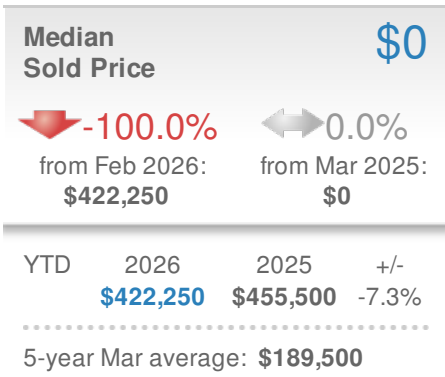 Median
Sold Price
$0
-100.0%
from Feb 2026:
$422,250
0.0%
from Mar 2025:
$0
YTD 2026 2025 +/-
$422,250 $455,500 -7.3%
5-year Mar average: $189,500